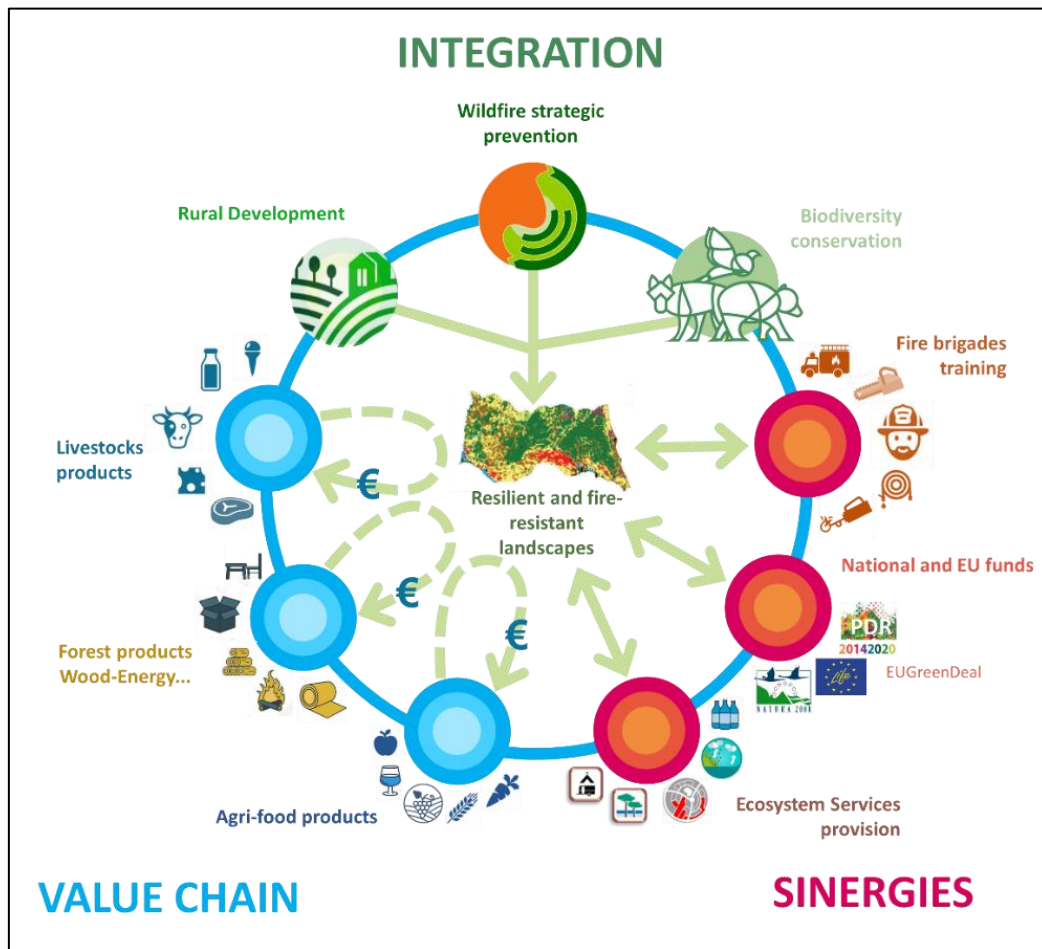 INTEGRATION
Wildfire strategic
prevention
Rural Development
Biodiversity
conservation
Fire brigades
training
Livestocks
products
€
Resilient and fire-
resistant
landscapes
€
€
National and EU funds
PDR
20142020
EUGreenDeal
Life
NATURA 2000
Forest products
Wood-Energy...
Agri-food products
Ecosystem Services
provision
VALUE CHAIN
SINERGIES